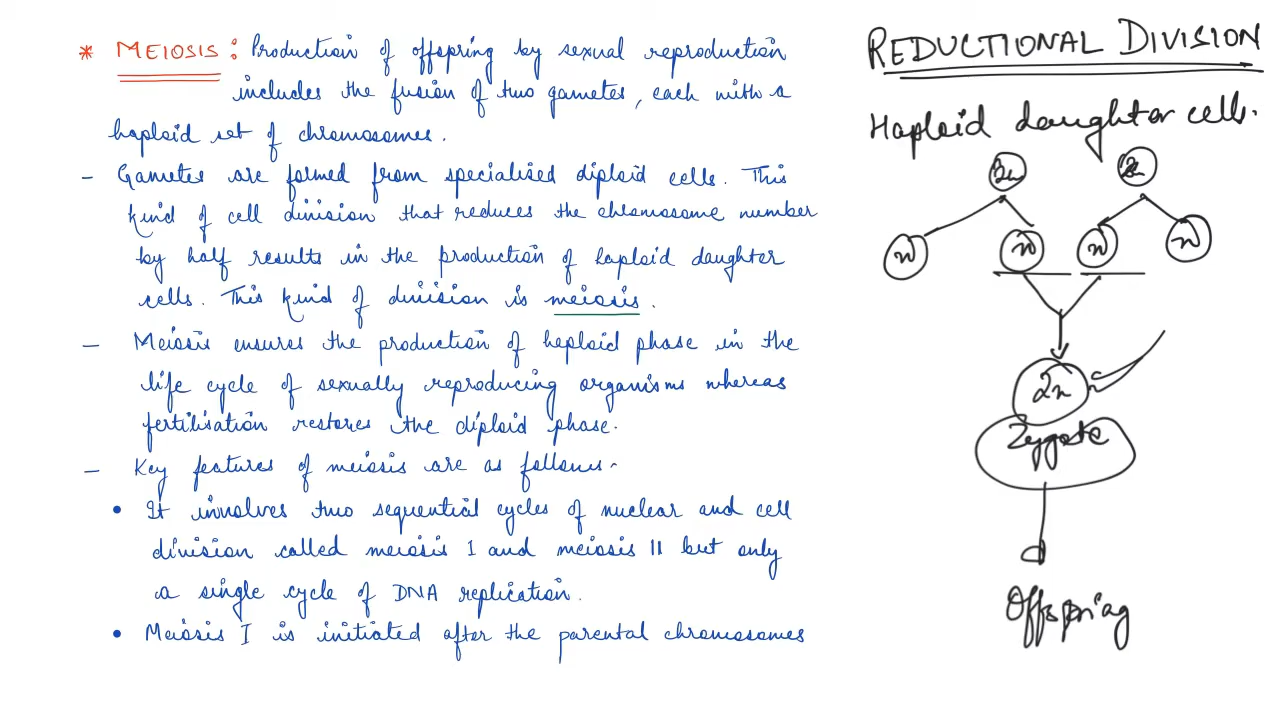 * MEIOSIS: Production of offspring by sexual reproduction
includes the fusion of two gametes, each with a
haploid set of chromosomes.
- Gametes are formed from specialised diploid cells. This
kind of cell division that reduces the chromosome number
by half results in the production of haploid daughter
cells. This kind of division is meiosis.
- Meiosis ensures the production of haploid phase in the
life cycle of sexually reproducing organisms whereas
fertilisation restores the diploid phase.
- Key features of meiosis are as follows-
• It involves two sequential cycles of nuclear and cell
division called meiosis I and meiosis II but only
a single cycle of DNA replication.
• Meiosis I is initiated after the parental chromosomes
REDUCTIONAL DIVISION
Haploid daughter cells.
2n 2n
n n n n
2n
Zygote
Offspring